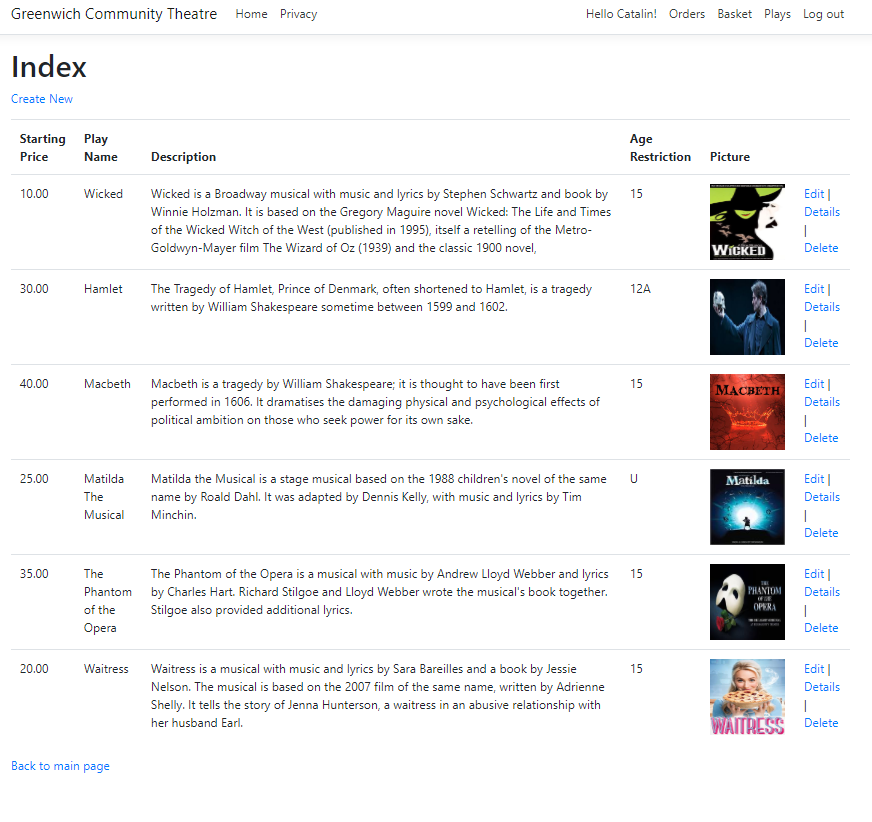 Greenwich Community Theatre Home Privacy Hello Catalin! Orders Basket Plays Log out
Index
Create New
Starting Price Play Name Description Age Restriction Picture
10.00
Wicked
Wicked is a Broadway musical with music and lyrics by Stephen Schwartz and book by
Winnie Holzman. It is based on the Gregory Maguire novel Wicked: The Life and Times
of the Wicked Witch of the West (published in 1995), itself a retelling of the Metro-
Goldwyn-Mayer film The Wizard of Oz (1939) and the classic 1900 novel,
15
WICKED
Edit |
Details
|
Delete
30.00
Hamlet
The Tragedy of Hamlet, Prince of Denmark, often shortened to Hamlet, is a tragedy
written by William Shakespeare sometime between 1599 and 1602.
12A
Edit |
Details
|
Delete
40.00
Macbeth
Macbeth is a tragedy by William Shakespeare; it is thought to have been first
performed in 1606. It dramatises the damaging physical and psychological effects of
political ambition on those who seek power for its own sake.
15
MACBETH
Edit |
Details
|
Delete
25.00
Matilda
The
Musical
Matilda the Musical is a stage musical based on the 1988 children's novel of the same
name by Roald Dahl. It was adapted by Dennis Kelly, with music and lyrics by Tim
Minchin.
U
Matilda
Edit |
Details
|
Delete
35.00
The
Phantom
of the
Opera
The Phantom of the Opera is a musical with music by Andrew Lloyd Webber and lyrics
by Charles Hart. Richard Stilgoe and Lloyd Webber wrote the musical's book together.
Stilgoe also provided additional lyrics.
15
THE
PHANTOM
OF THE
OPERA
Edit |
Details
|
Delete
20.00
Waitress
Waitress is a musical with music and lyrics by Sara Bareilles and a book by Jessie
Nelson. The musical is based on the 2007 film of the same name, written by Adrienne
Shelly. It tells the story of Jenna Hunterson, a waitress in an abusive relationship with
her husband Earl.
15
WAITRESS
Edit |
Details
|
Delete
Back to main page